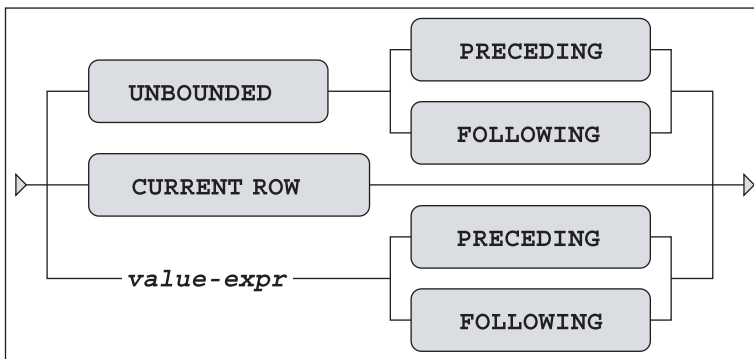 PRECEDING
UNBOUNDED
FOLLOWING
CURRENT ROW
PRECEDING
value-expr
FOLLOWING